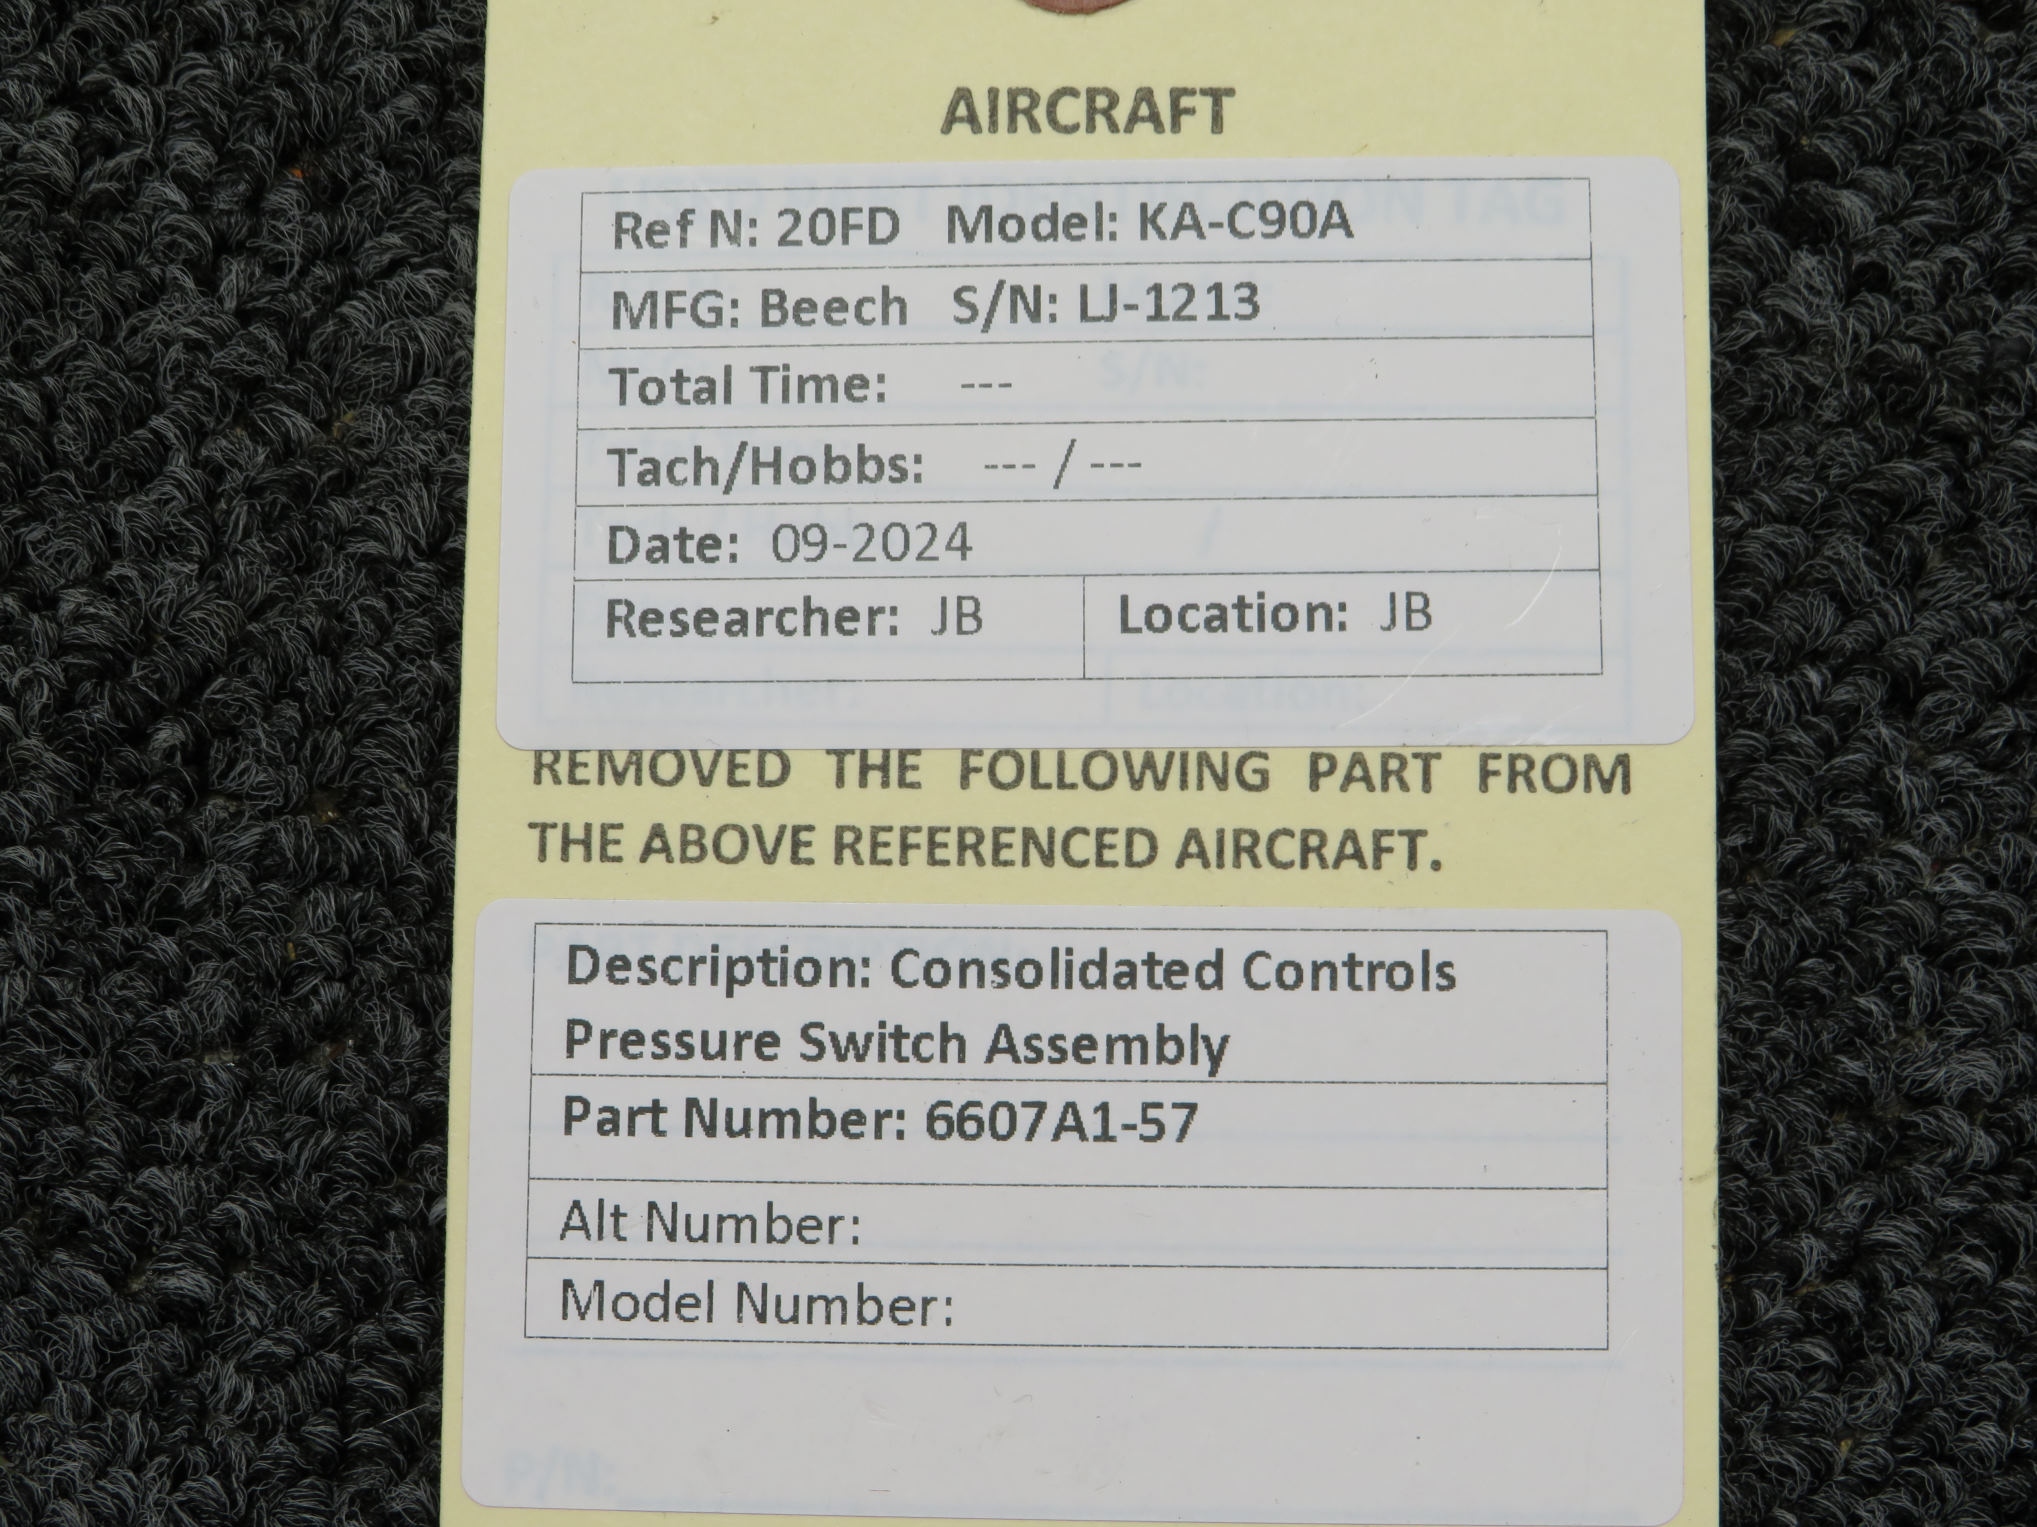 AIRCRAFT
Ref N: 20FD Model: KA-C90A
MFG: Beech S/N: LJ-1213
Total Time: ---
Tach/Hobbs: --- / ---
Date: 09-2024
Researcher: JB Location: JB
REMOVED THE FOLLOWING PART FROM
THE ABOVE REFERENCED AIRCRAFT.
Description: Consolidated Controls
Pressure Switch Assembly
Part Number: 6607A1-57
Alt Number:
Model Number:
P/N: